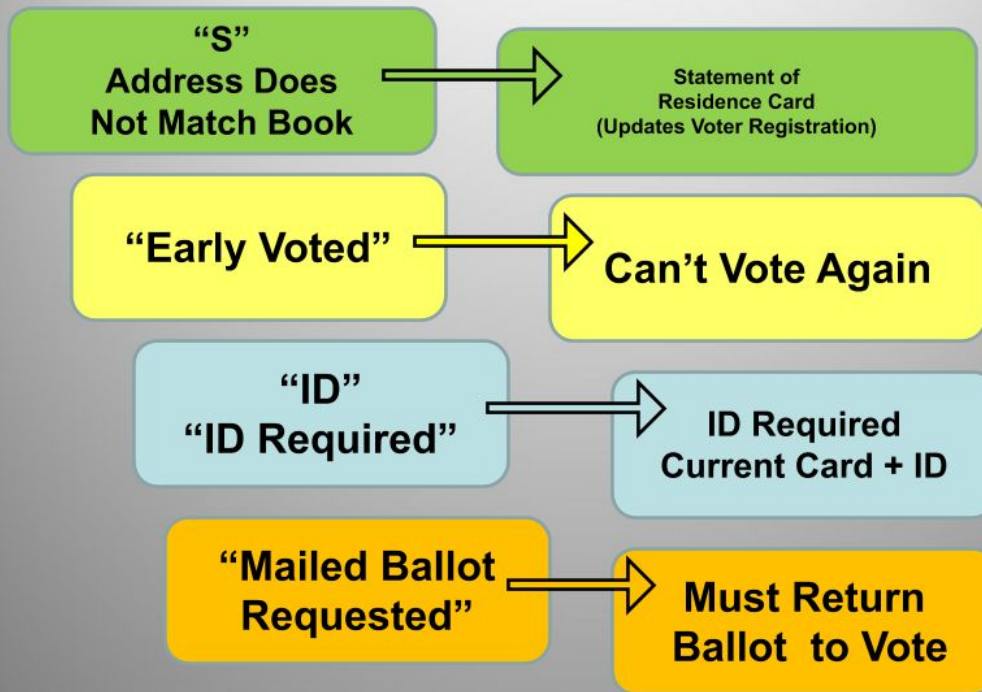 “S”
Address Does
Not Match Book
Statement of
Residence Card
(Updates Voter Registration)
“Early Voted”
Can’t Vote Again
“ID”
“ID Required”
ID Required
Current Card + ID
“Mailed Ballot
Requested”
Must Return
Ballot to Vote